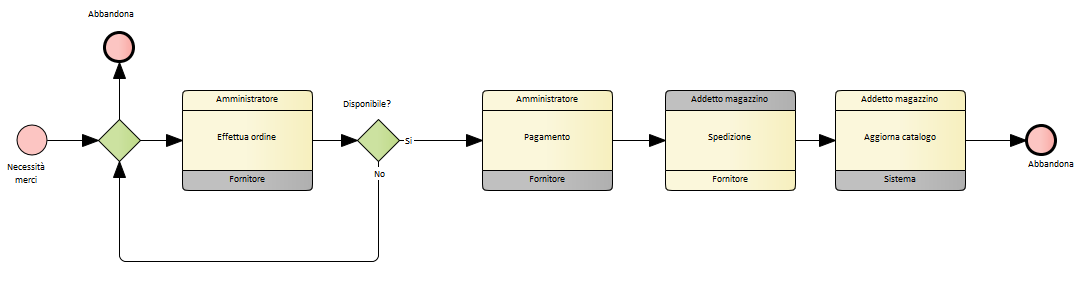 Abbandona
Necessità
merci
Amministratore
Effettua ordine
Fornitore
Disponibile?
Si
No
Amministratore
Pagamento
Fornitore
Addetto magazzino
Spedizione
Fornitore
Addetto magazzino
Aggiorna catalogo
Sistema
Abbandona